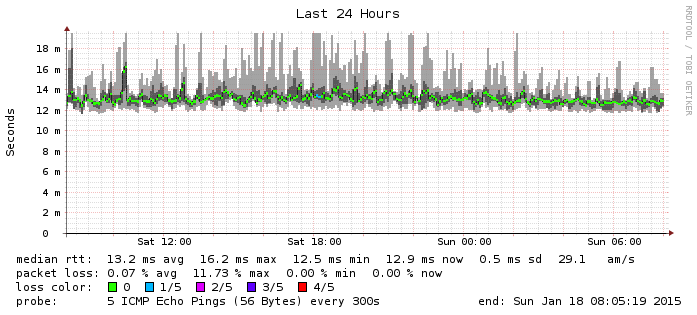 Last 24 Hours
RRDTOOL / TOBI OETIKER
Seconds
18 m
16 m
14 m
12 m
10 m
8 m
6 m
4 m
2 m
0
Sat 12:00 Sat 18:00 Sun 00:00 Sun 06:00
median rtt: 13.2 ms avg 16.2 ms max 12.5 ms min 12.9 ms now 0.5 ms sd 29.1 am/s
packet loss: 0.07 % avg 11.73 % max 0.00 % min 0.00 % now
loss color: 0 1/5 2/5 3/5 4/5
probe: 5 ICMP Echo Pings (56 Bytes) every 300s end: Sun Jan 18 08:05:19 2015